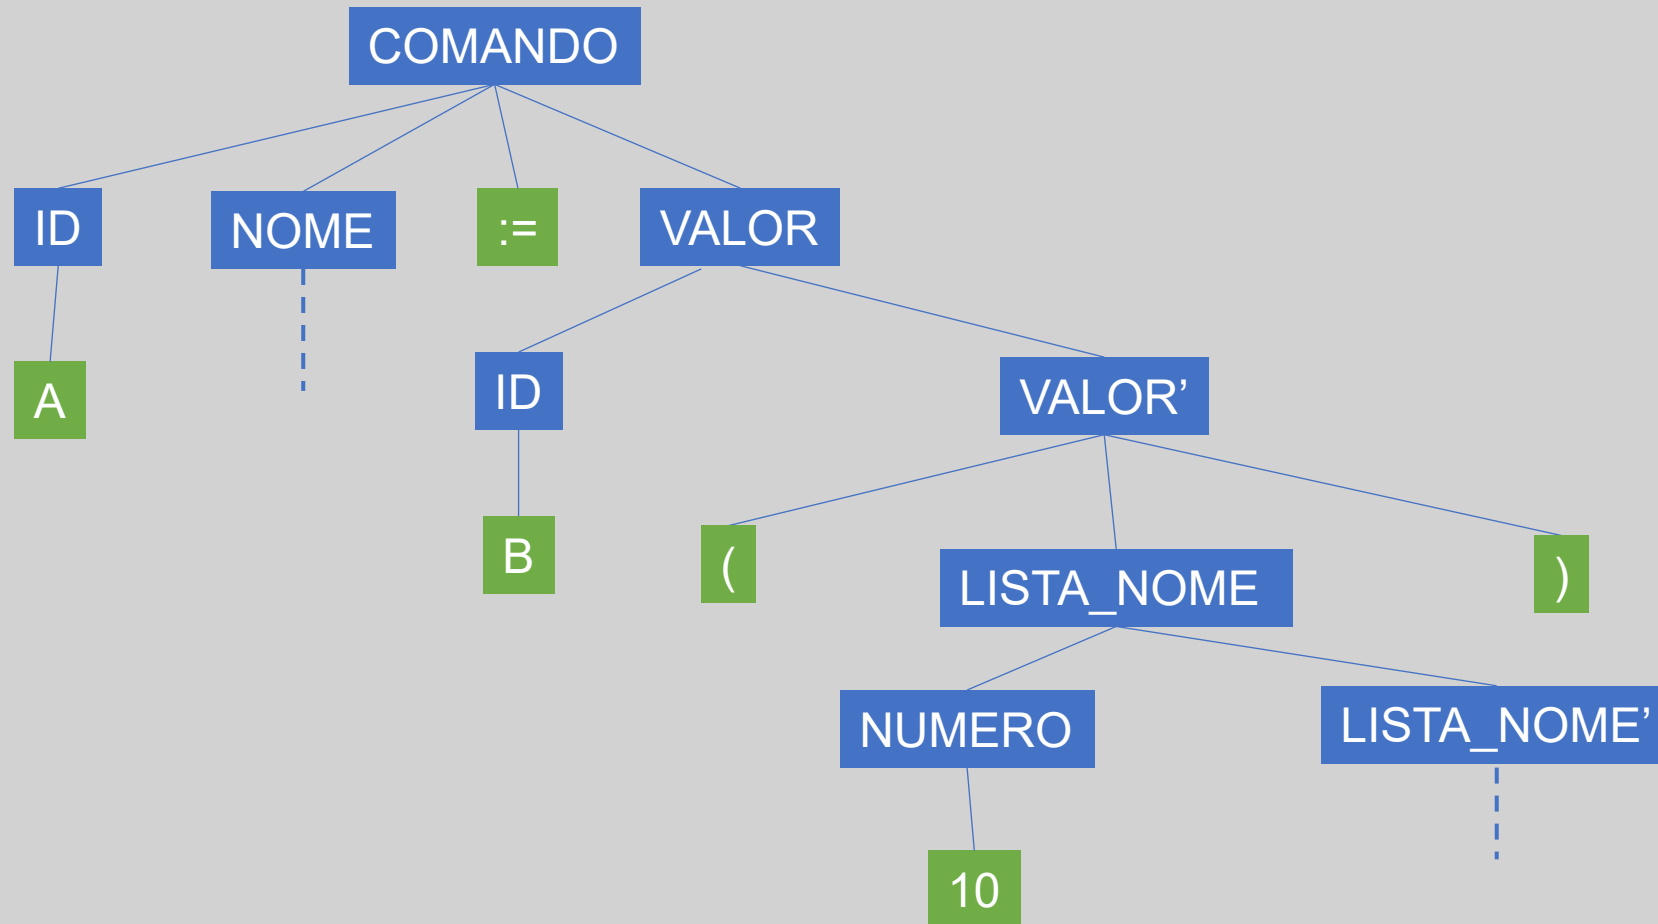 COMANDO
ID
NOME
:=
VALOR
A
ID
VALOR’
B
(
LISTA_NOME
)
NUMERO
LISTA_NOME’
10